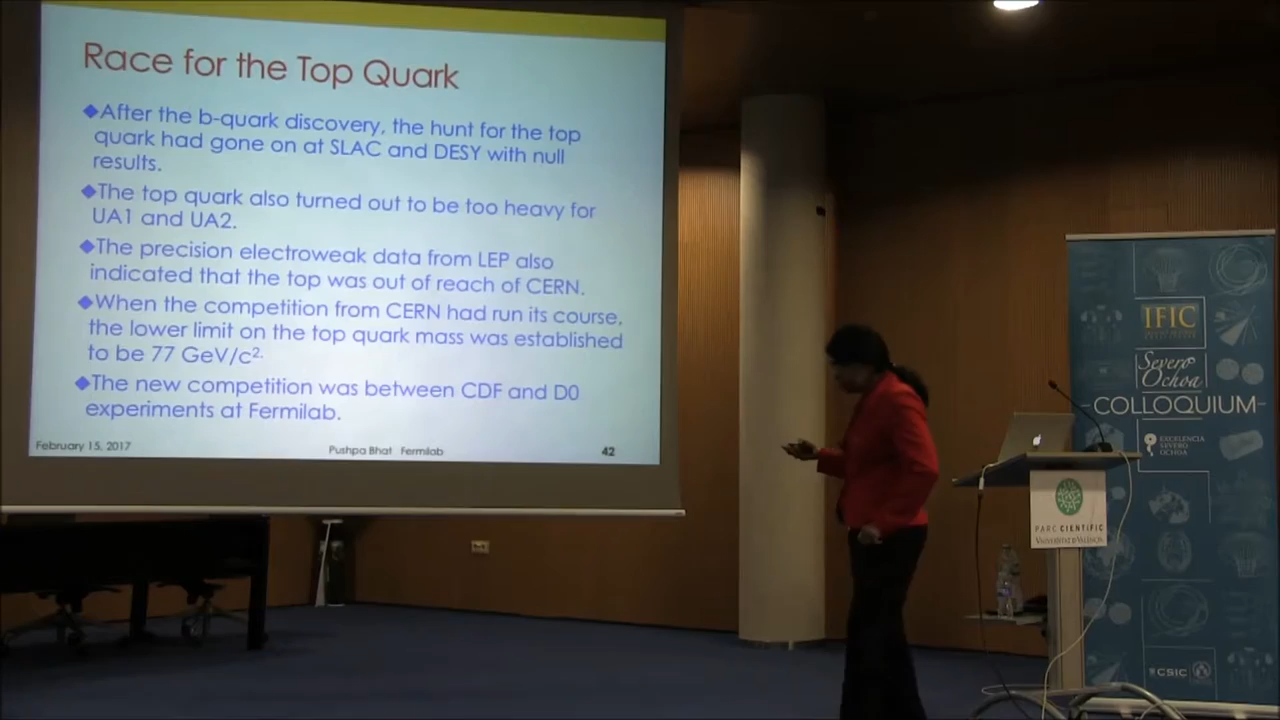 Race for the Top Quark
◆After the b-quark discovery, the hunt for the top
quark had gone on at SLAC and DESY with null
results.
◆The top quark also turned out to be too heavy for
UA1 and UA2.
◆The precision electroweak data from LEP also
indicated that the top was out of reach of CERN.
◆When the competition from CERN had run its course,
the lower limit on the top quark mass was established
to be 77 GeV/c².
◆The new competition was between CDF and D0
experiments at Fermilab.
February 15, 2017
Pushpa Bhat Fermilab
42
IFIC
Severo
Ochoa
-COLLOQUIUM-
EXCELENCIA
SEVERO
OCHOA
PARC CIENTÍFIC
CSIC